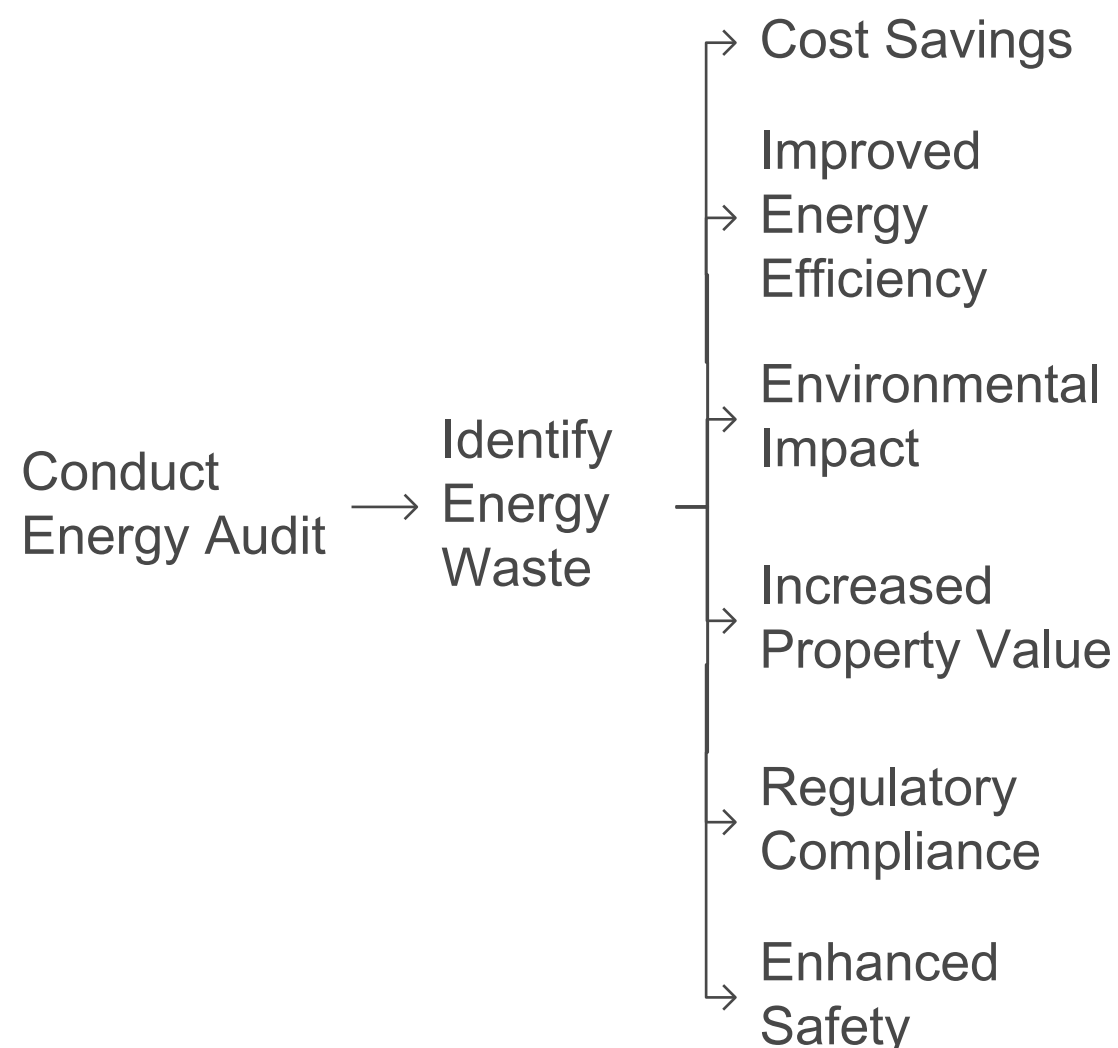 Conduct
Energy Audit
Identify
Energy
Waste
Cost Savings
Improved
Energy
Efficiency
Environmental
Impact
Increased
Property Value
Regulatory
Compliance
Enhanced
Safety